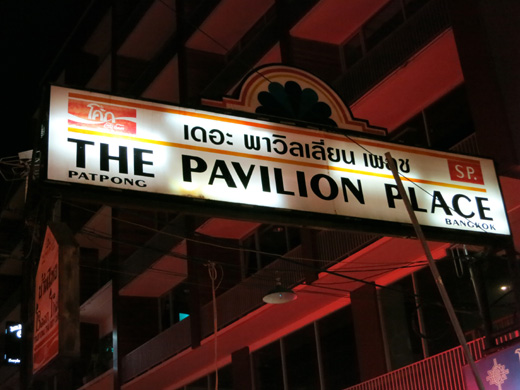 โค้ก
เดอะ พาวิลเลี่ยน เพลซ
SP.
THE PAVILION PLACE
PATPONG
BANGKOK